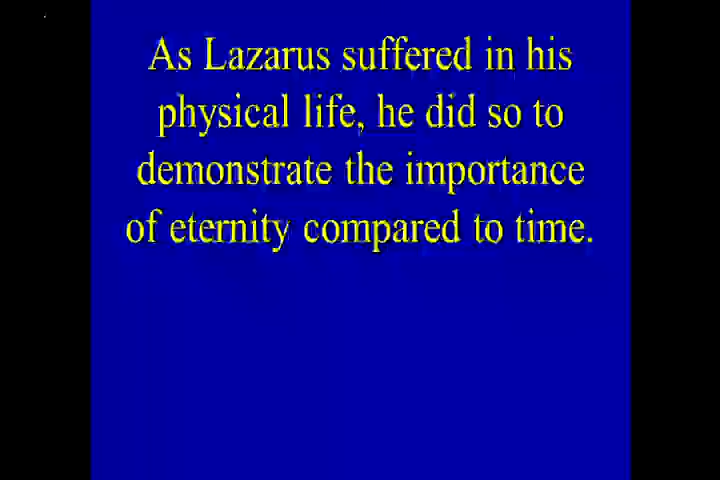 As Lazarus suffered in his
physical life, he did so to
demonstrate the importance
of eternity compared to time.